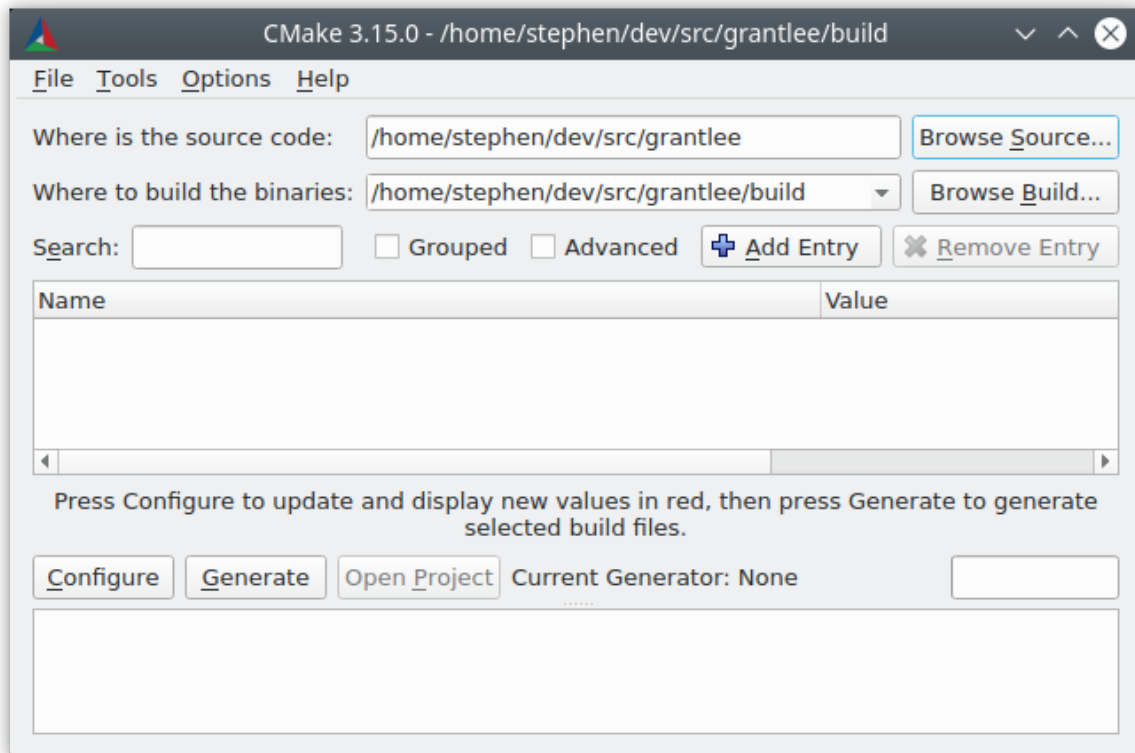 CMake 3.15.0 - /home/stephen/dev/src/grantlee/build
File Tools Options Help
Where is the source code: /home/stephen/dev/src/grantlee Browse Source...
Where to build the binaries: /home/stephen/dev/src/grantlee/build Browse Build...
Search: Grouped Advanced Add Entry Remove Entry
Name Value
Press Configure to update and display new values in red, then press Generate to generate
selected build files.
Configure Generate Open Project Current Generator: None